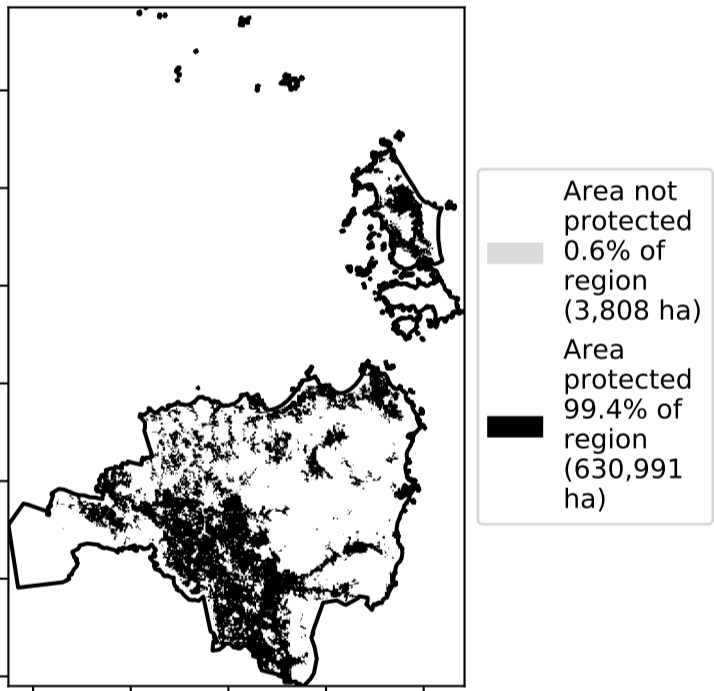 Area not
protected
0.6% of
region
(3,808 ha)
Area
protected
99.4% of
region
(630,991
ha)